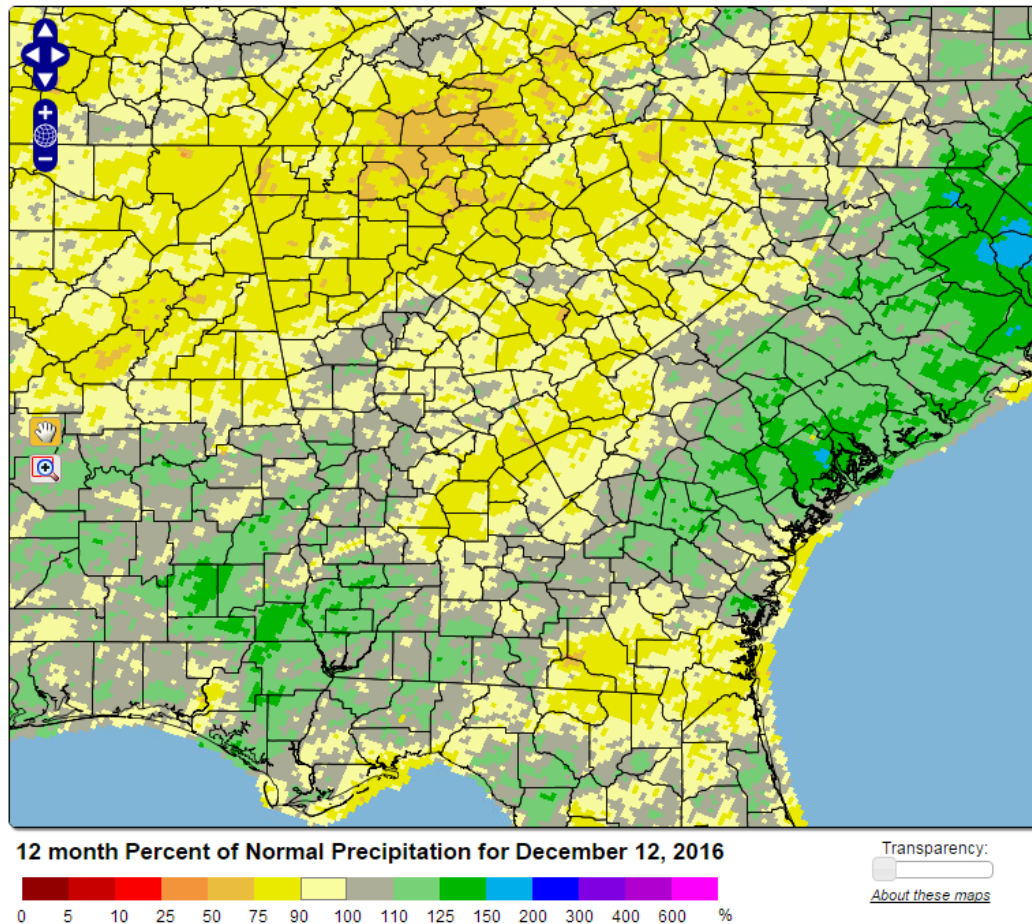 12 month Percent of Normal Precipitation for December 12, 2016
Transparency:
About these maps
0 5 10 25 50 75 90 100 110 125 150 200 300 400 600 %